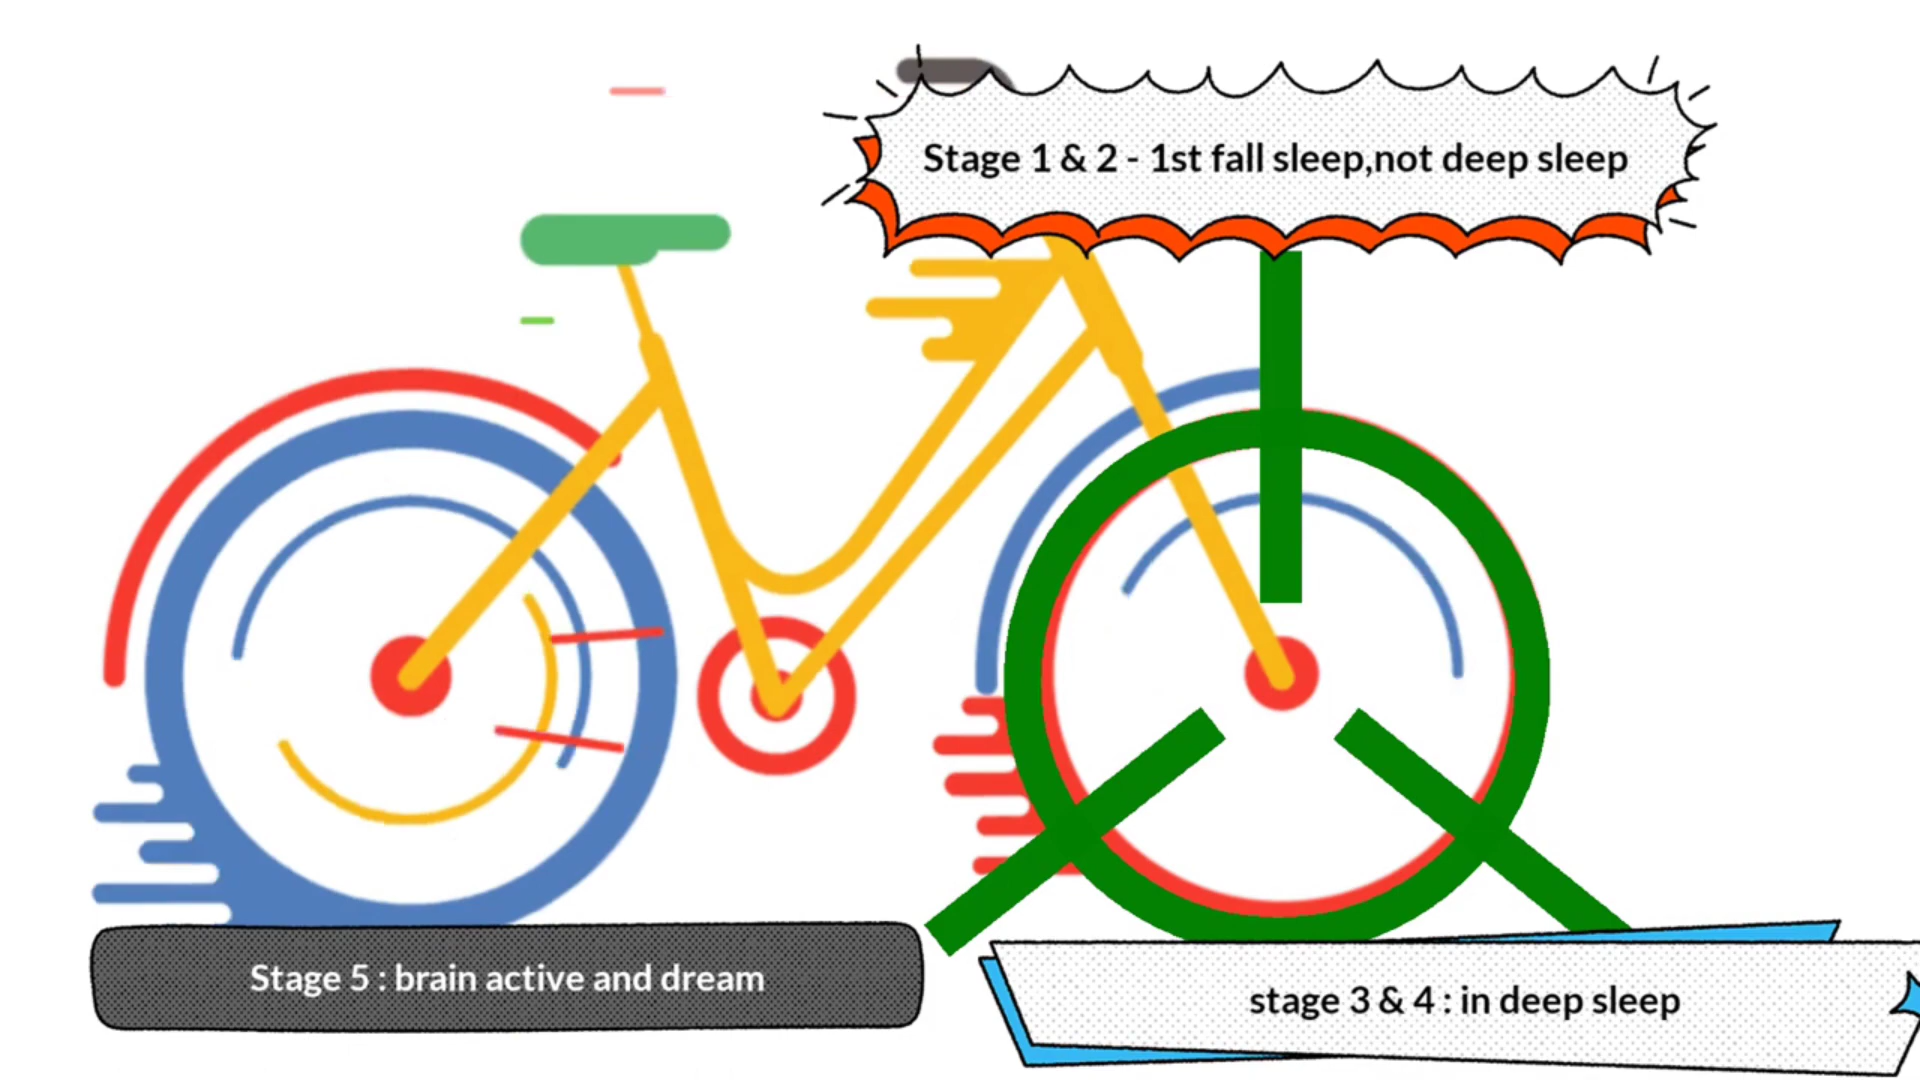 Stage 1 & 2 - 1st fall sleep,not deep sleep
Stage 5 : brain active and dream
stage 3 & 4 : in deep sleep